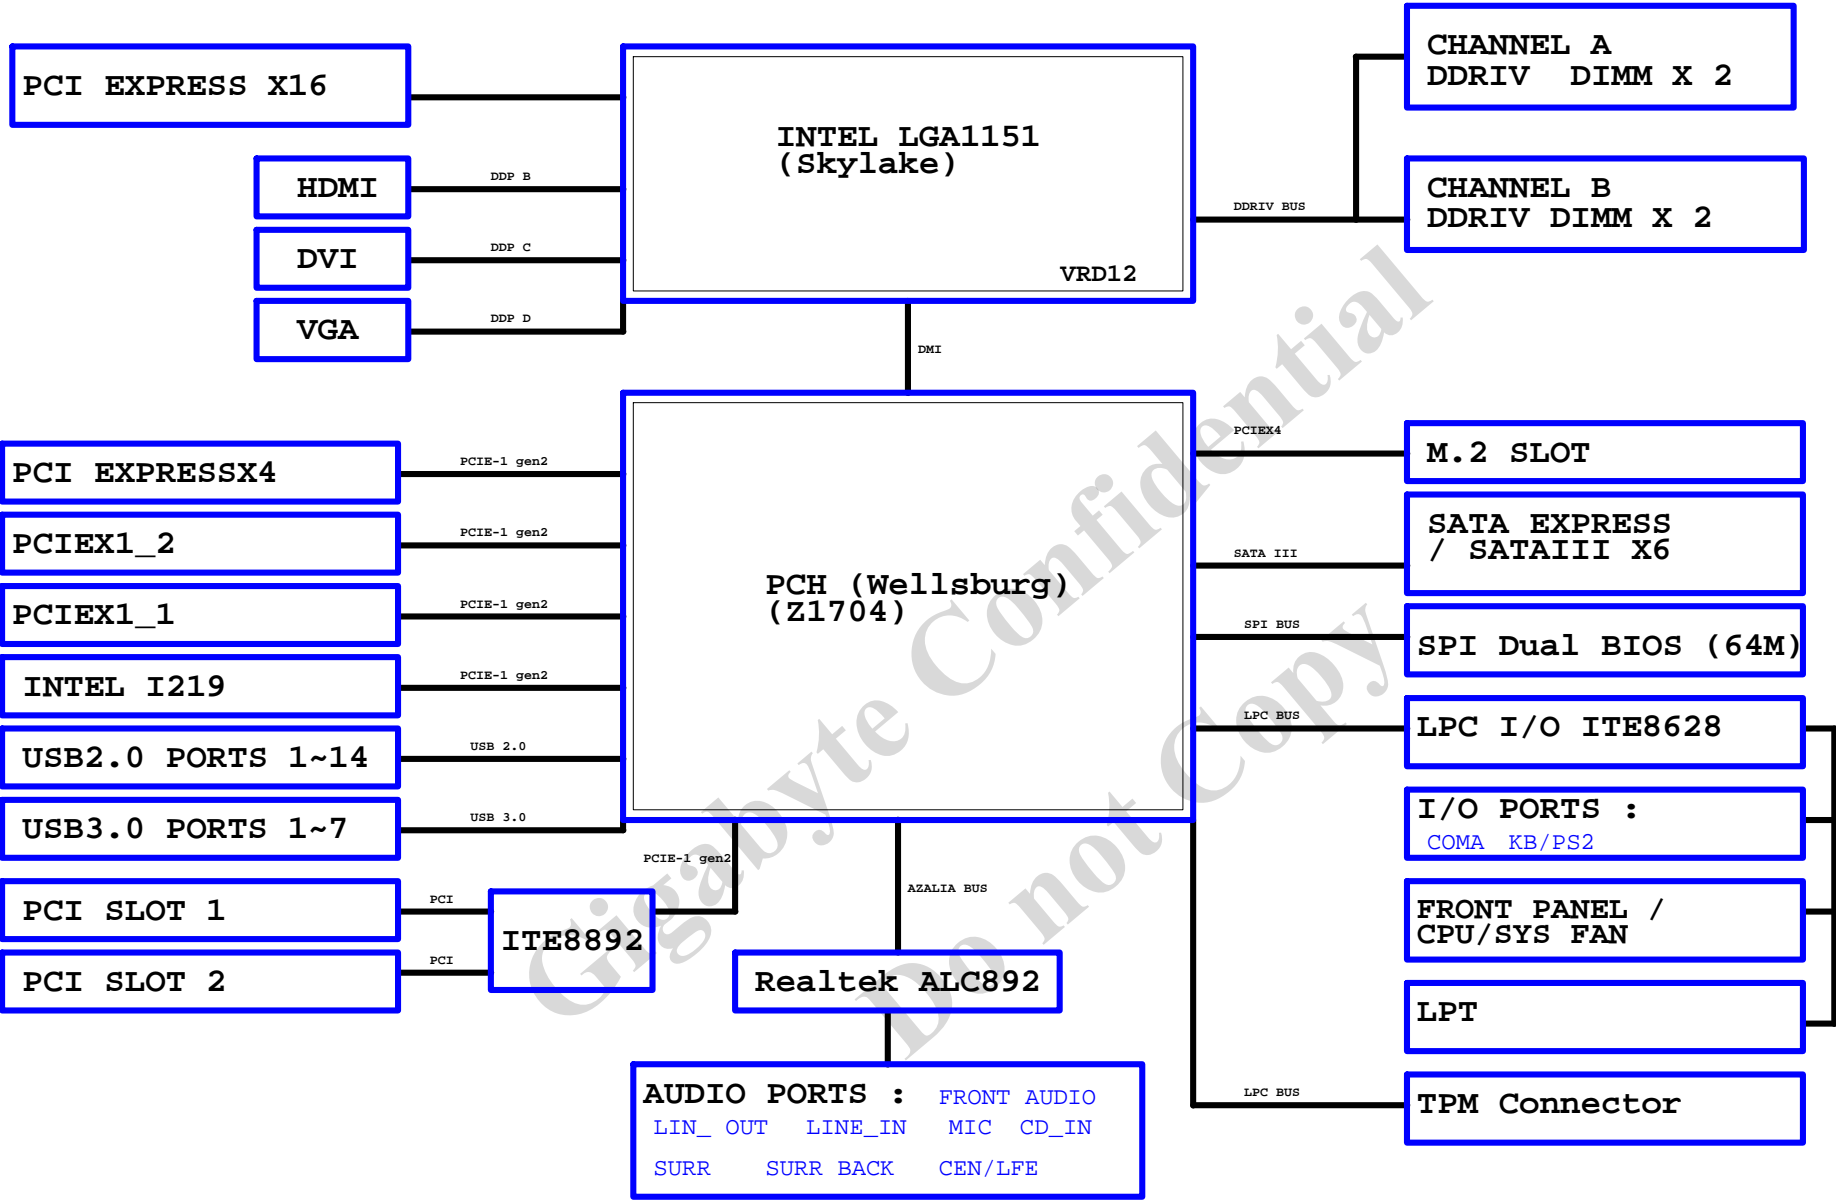 PCI EXPRESS X16
HDMI
DDP B
DVI
DDP C
VGA
DDP D
INTEL LGA1151
(Skylake)
VRD12
DDRIV BUS
CHANNEL A
DDRIV DIMM X 2
CHANNEL B
DDRIV DIMM X 2
DMI
PCI EXPRESSX4
PCIE-1 gen2
PCIEX1_2
PCIE-1 gen2
PCIEX1_1
PCIE-1 gen2
INTEL I219
PCIE-1 gen2
USB2.0 PORTS 1~14
USB 2.0
USB3.0 PORTS 1~7
USB 3.0
PCH (Wellsburg)
(Z1704)
PCIEX4
M.2 SLOT
SATA III
SATA EXPRESS
/ SATAIII X6
SPI BUS
SPI Dual BIOS (64M)
LPC BUS
LPC I/O ITE8628
I/O PORTS :
COMA KB/PS2
FRONT PANEL /
CPU/SYS FAN
LPT
LPC BUS
TPM Connector
PCIE-1 gen2
PCI SLOT 1
PCI
PCI SLOT 2
PCI
ITE8892
AZALIA BUS
Realtek ALC892
AUDIO PORTS : FRONT AUDIO
LIN_ OUT LINE_IN MIC CD_IN
SURR SURR BACK CEN/LFE
Gigabyte Confidential
Do not Copy